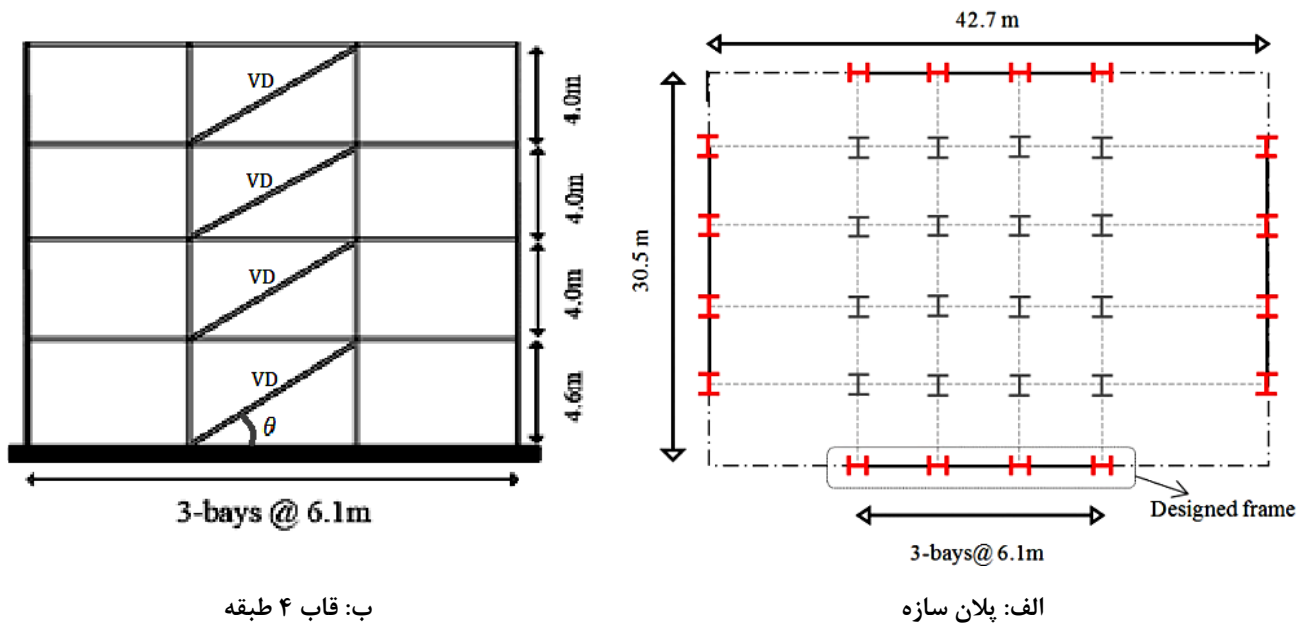 VD
4.0m
VD
4.0m
VD
4.0m
VD
θ
4.6m
3-bays @ 6.1m
ب: قاب ۴ طبقه
42.7 m
30.5 m
Designed frame
3-bays@ 6.1m
الف: پلان سازه